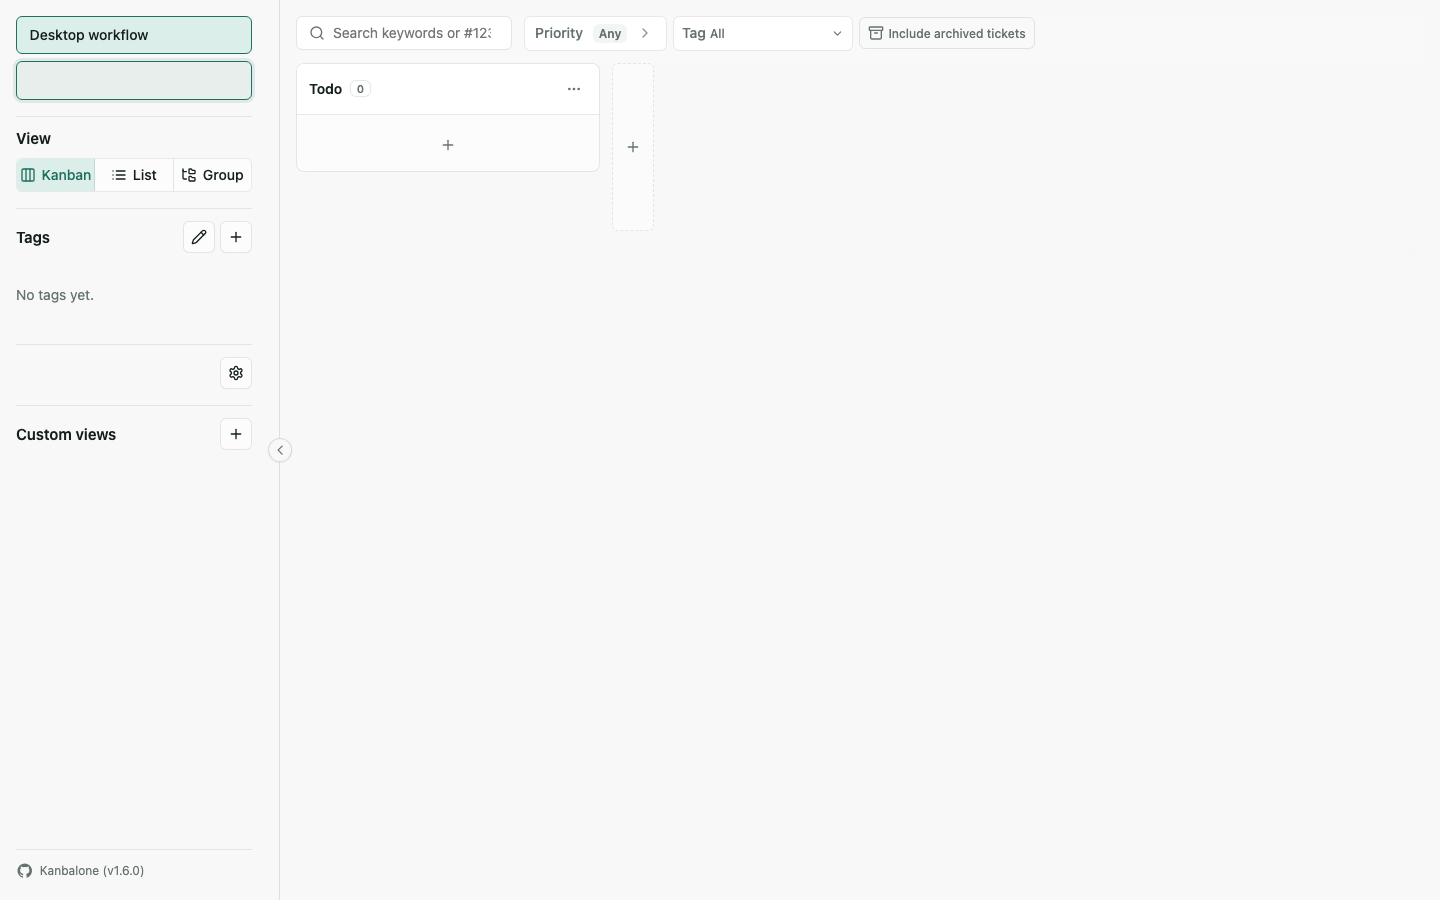 Desktop workflow
View
Kanban
List
Group
Tags
No tags yet.
Custom views
Kanbalone (v1.6.0)
Search keywords or #123
Priority Any
Tag All
Include archived tickets
Todo 0